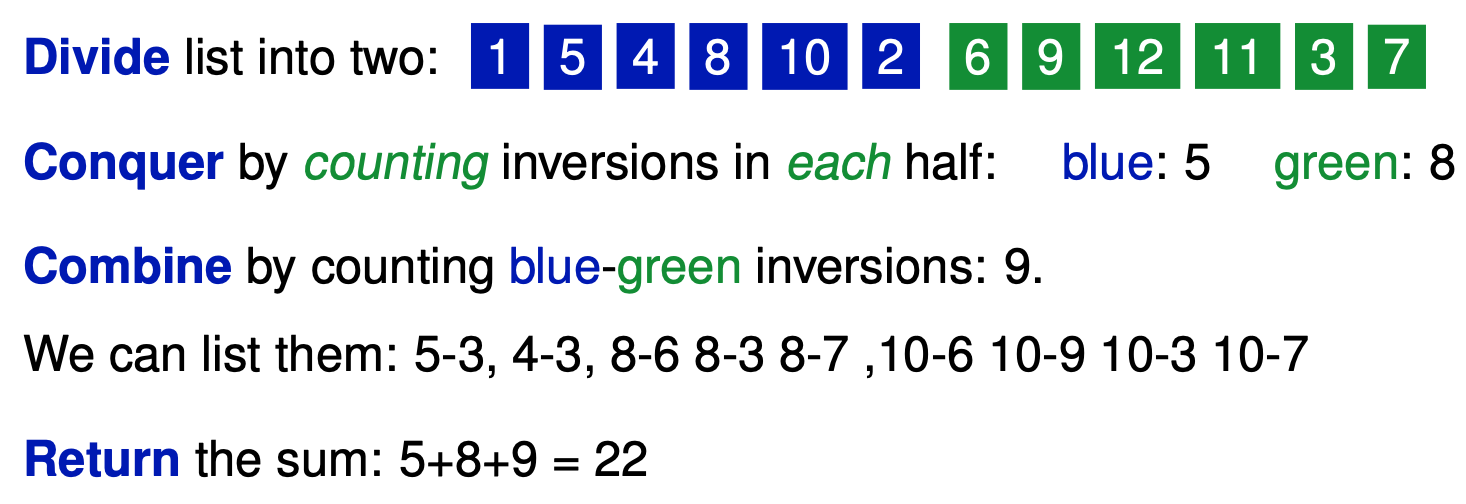 Divide list into two: 1 5 4 8 10 2 6 9 12 11 3 7
Conquer by counting inversions in each half: blue: 5 green: 8
Combine by counting blue-green inversions: 9.
We can list them: 5-3, 4-3, 8-6 8-3 8-7 ,10-6 10-9 10-3 10-7
Return the sum: 5+8+9 = 22